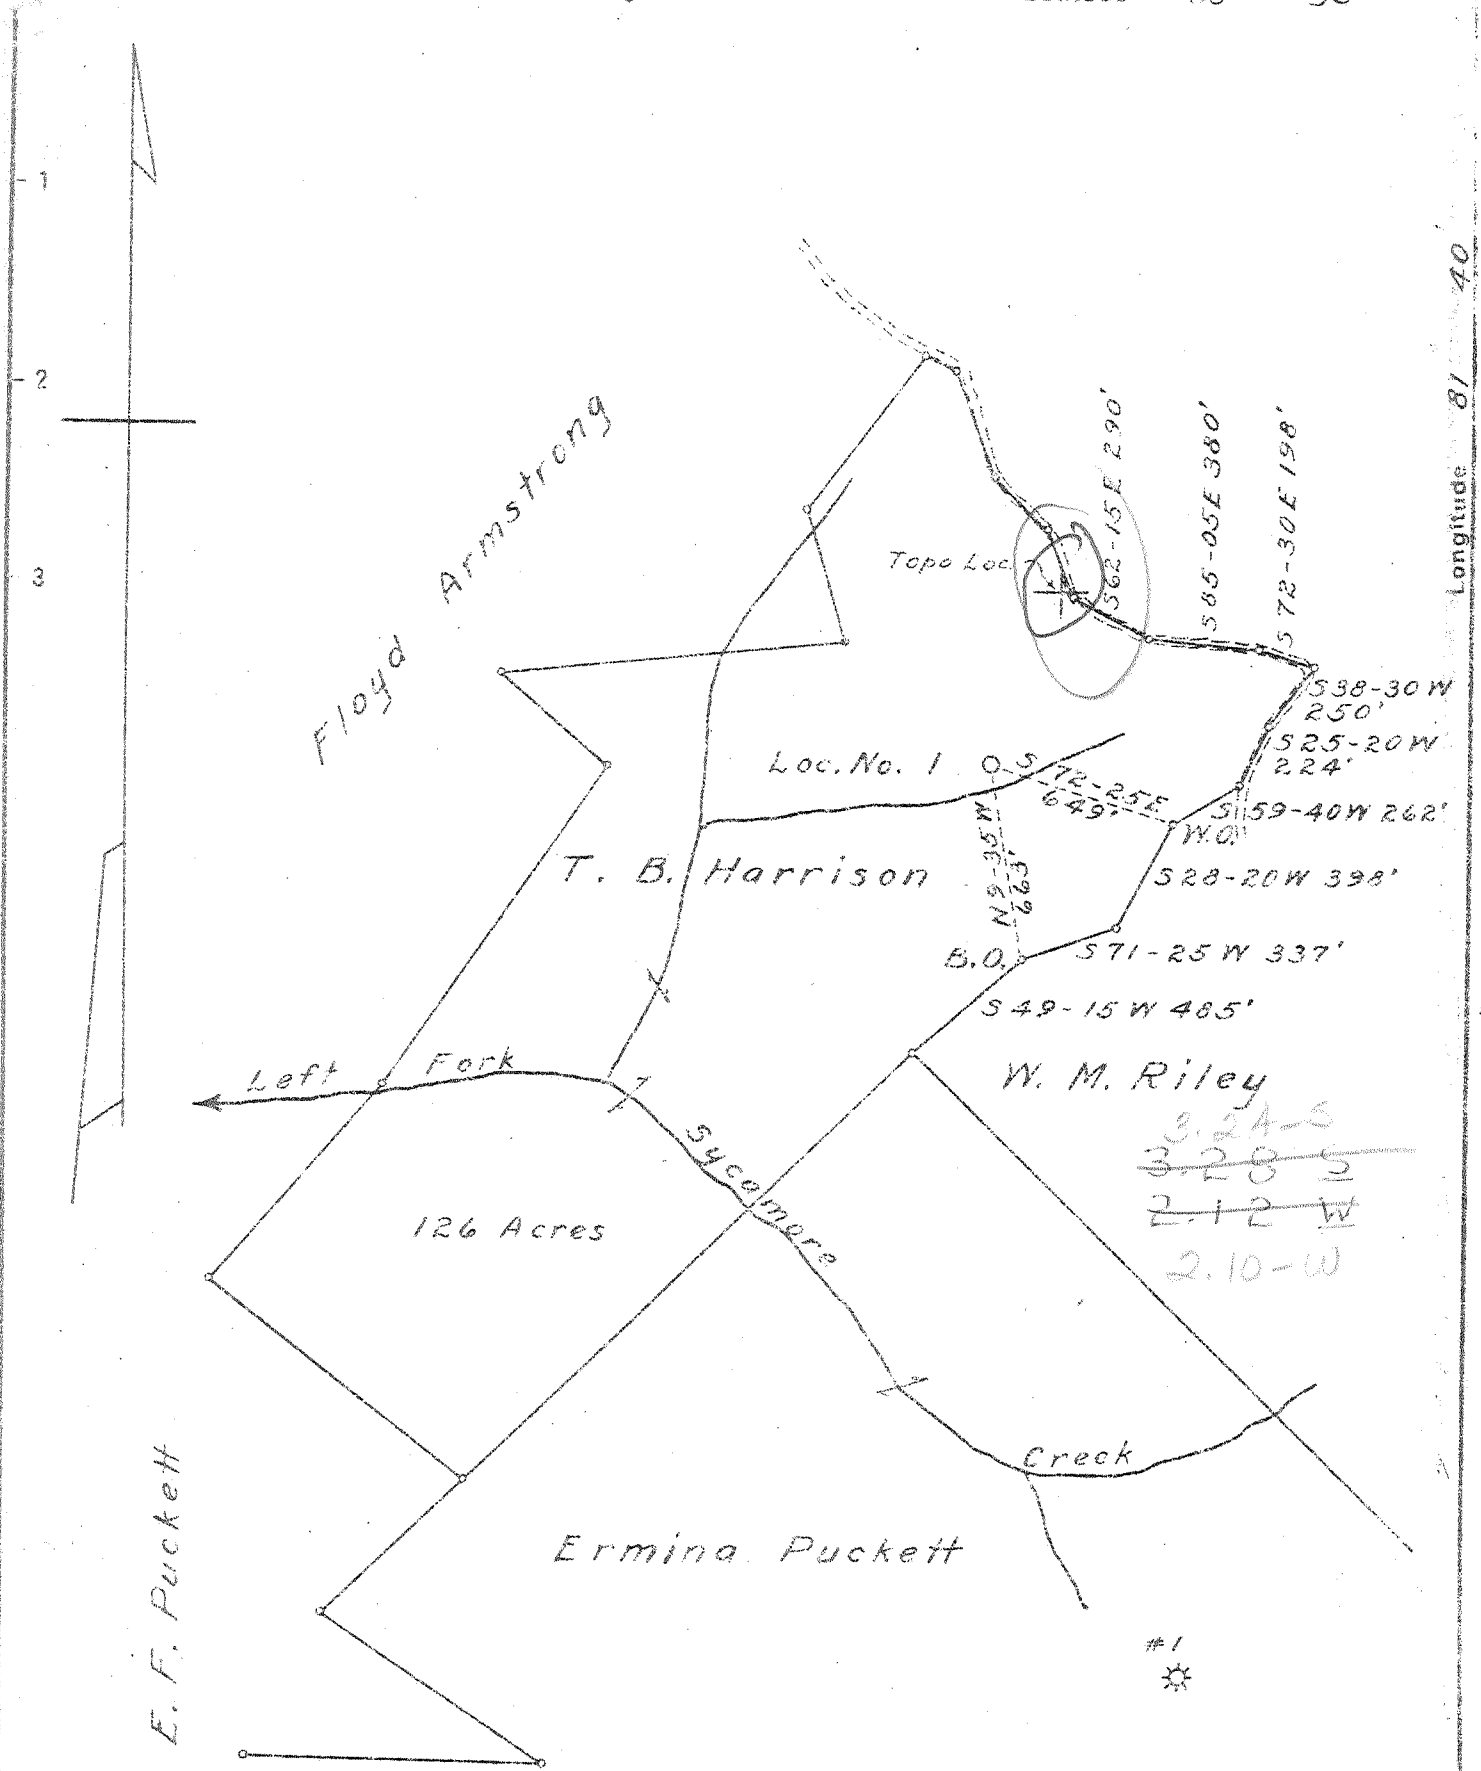 1
2
3
Longitude 81 40
Floyd Armstrong
Topo Loc.
S62-15E 290'
S85-05E 380'
S72-30E 198'
S38-30W
250'
S25-20W
224'
Loc. No. 1
S 72-25E
649'
S 59-40W 262'
W.O.
T. B. Harrison
N9-35W
663'
S28-20W 398'
B.O.
S71-25W 337'
S49-15W 485'
Left Fork
W. M. Riley
Sycamore
3.24-S
3.28 S
2.12 W
2.10-W
126 Acres
Creek
E. F. Puckett
Ermina Puckett
#1